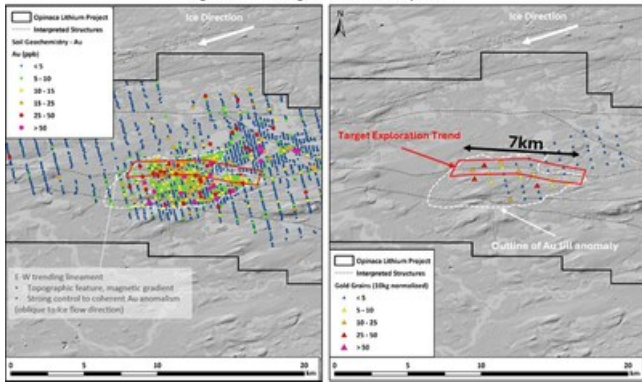 Ice Direction
Opinaca Lithium Project
Interpreted Structures
Soil Geochemistry - Au
Au (ppb)
< 5
5 - 10
10 - 15
15 - 25
25 - 50
> 50
E-W trending lineament
• Topographic feature, magnetic gradient
• Strong control to coherent Au anomalism
(oblique to ice flow direction)
0 5 10 20
km
N
Ice Direction
7km
Target Exploration Trend
Outline of Au till anomaly
Opinaca Lithium Project
Interpreted Structures
Gold Grains (10kg normalised)
< 5
5 - 10
10 - 25
25 - 50
> 50
0 5 10 20
km